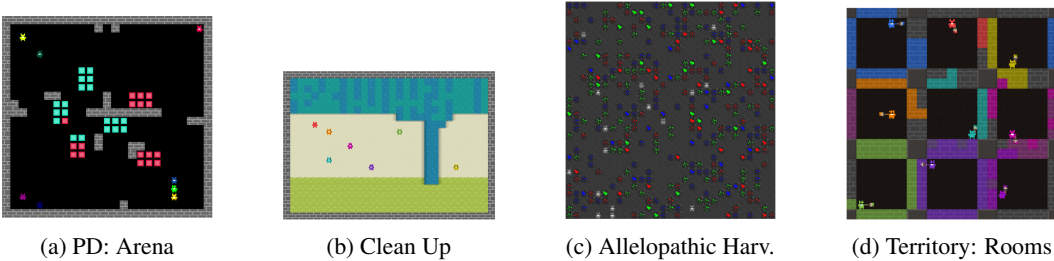 (a) PD: Arena
(b) Clean Up
(c) Allelopathic Harv.
(d) Territory: Rooms